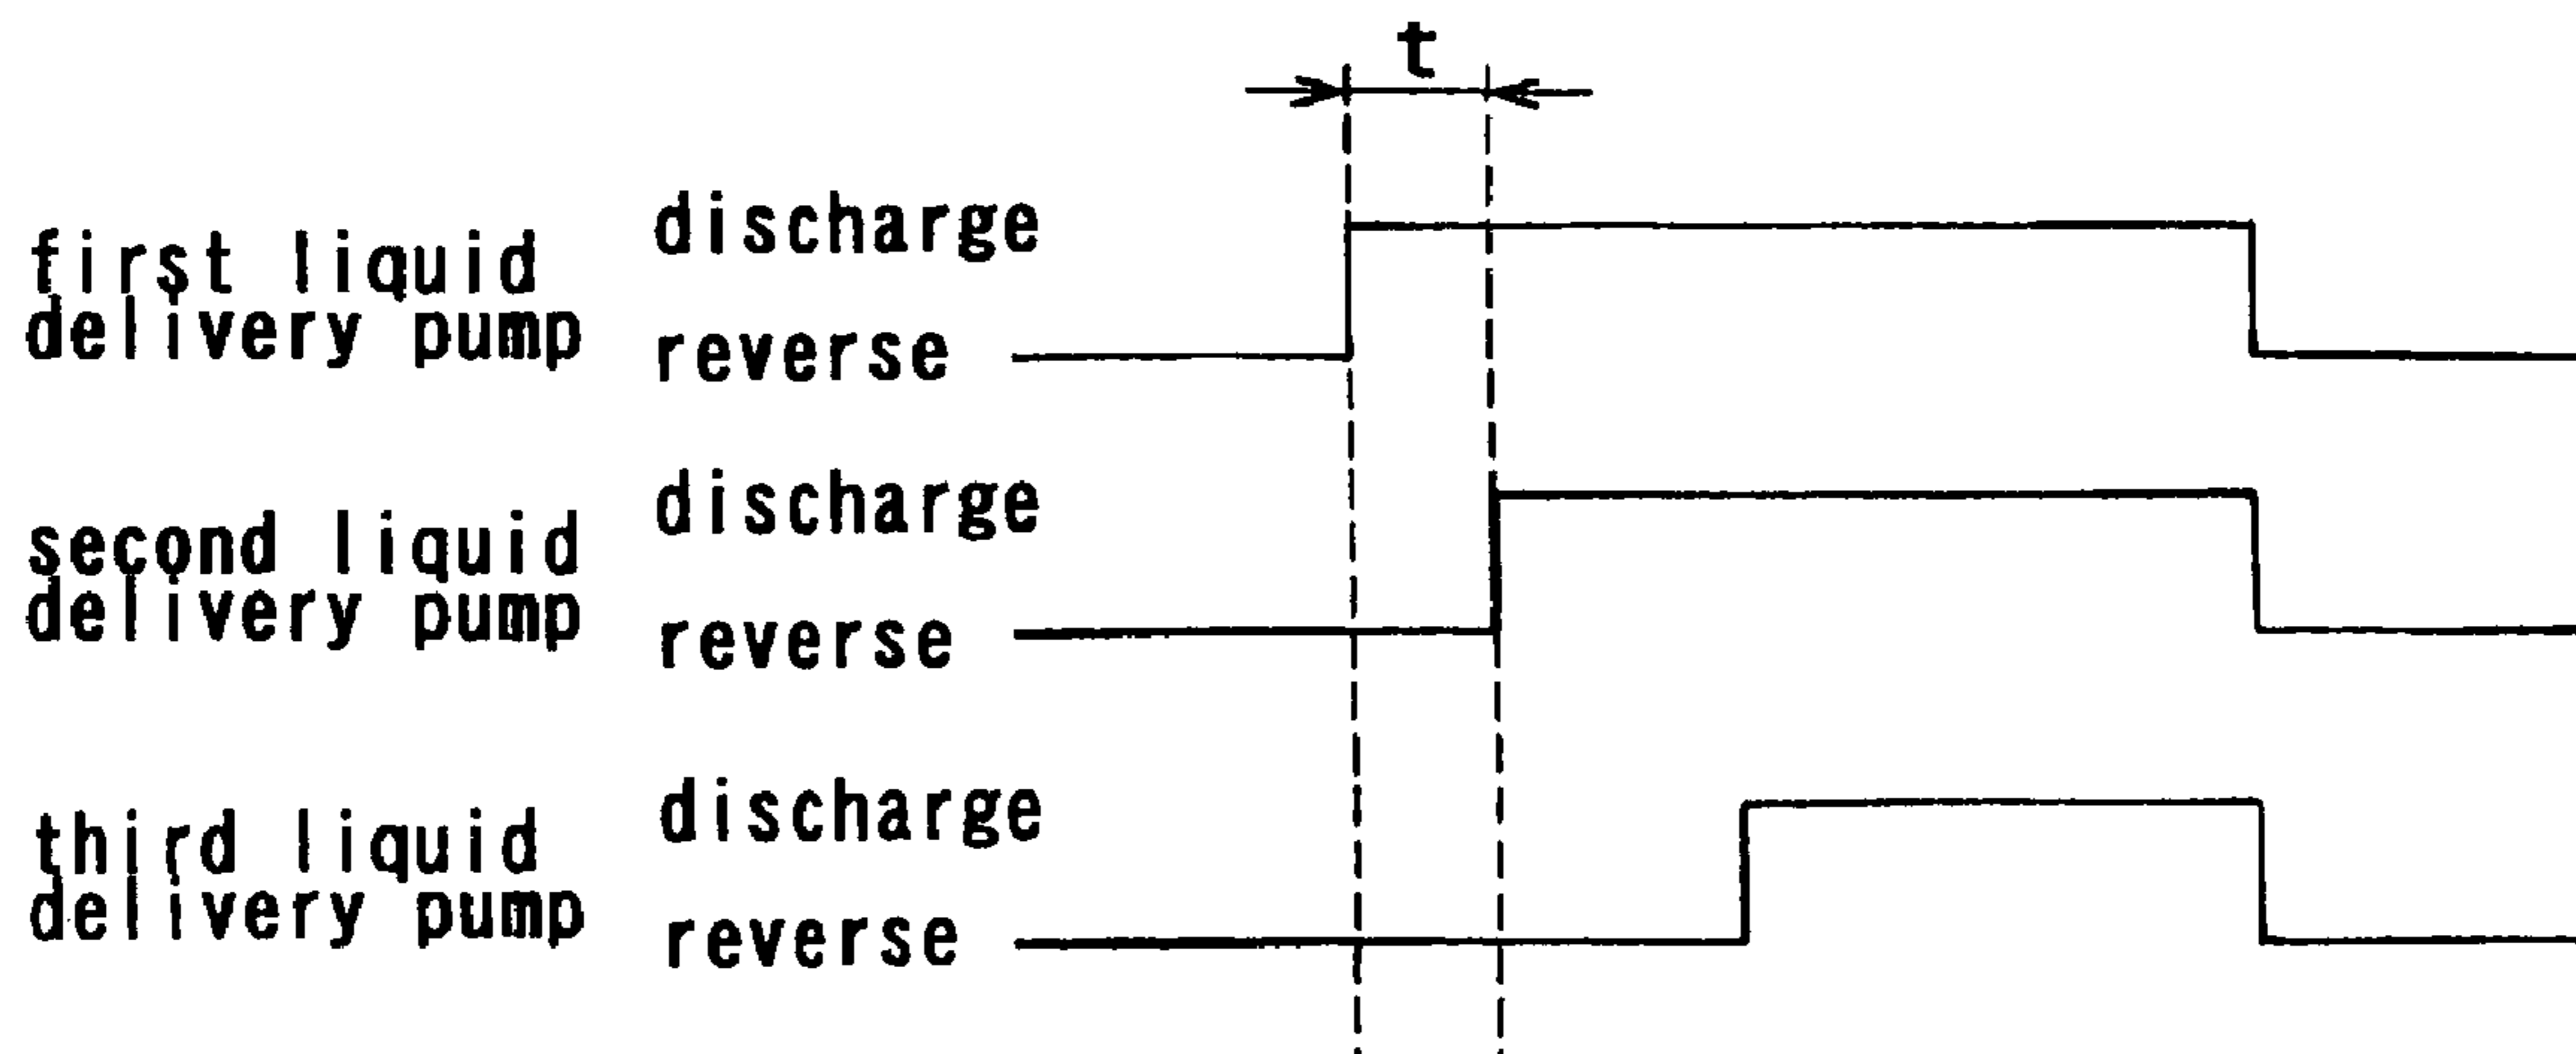 t
first liquid
delivery pump
discharge
reverse
second liquid
delivery pump
discharge
reverse
third liquid
delivery pump
discharge
reverse